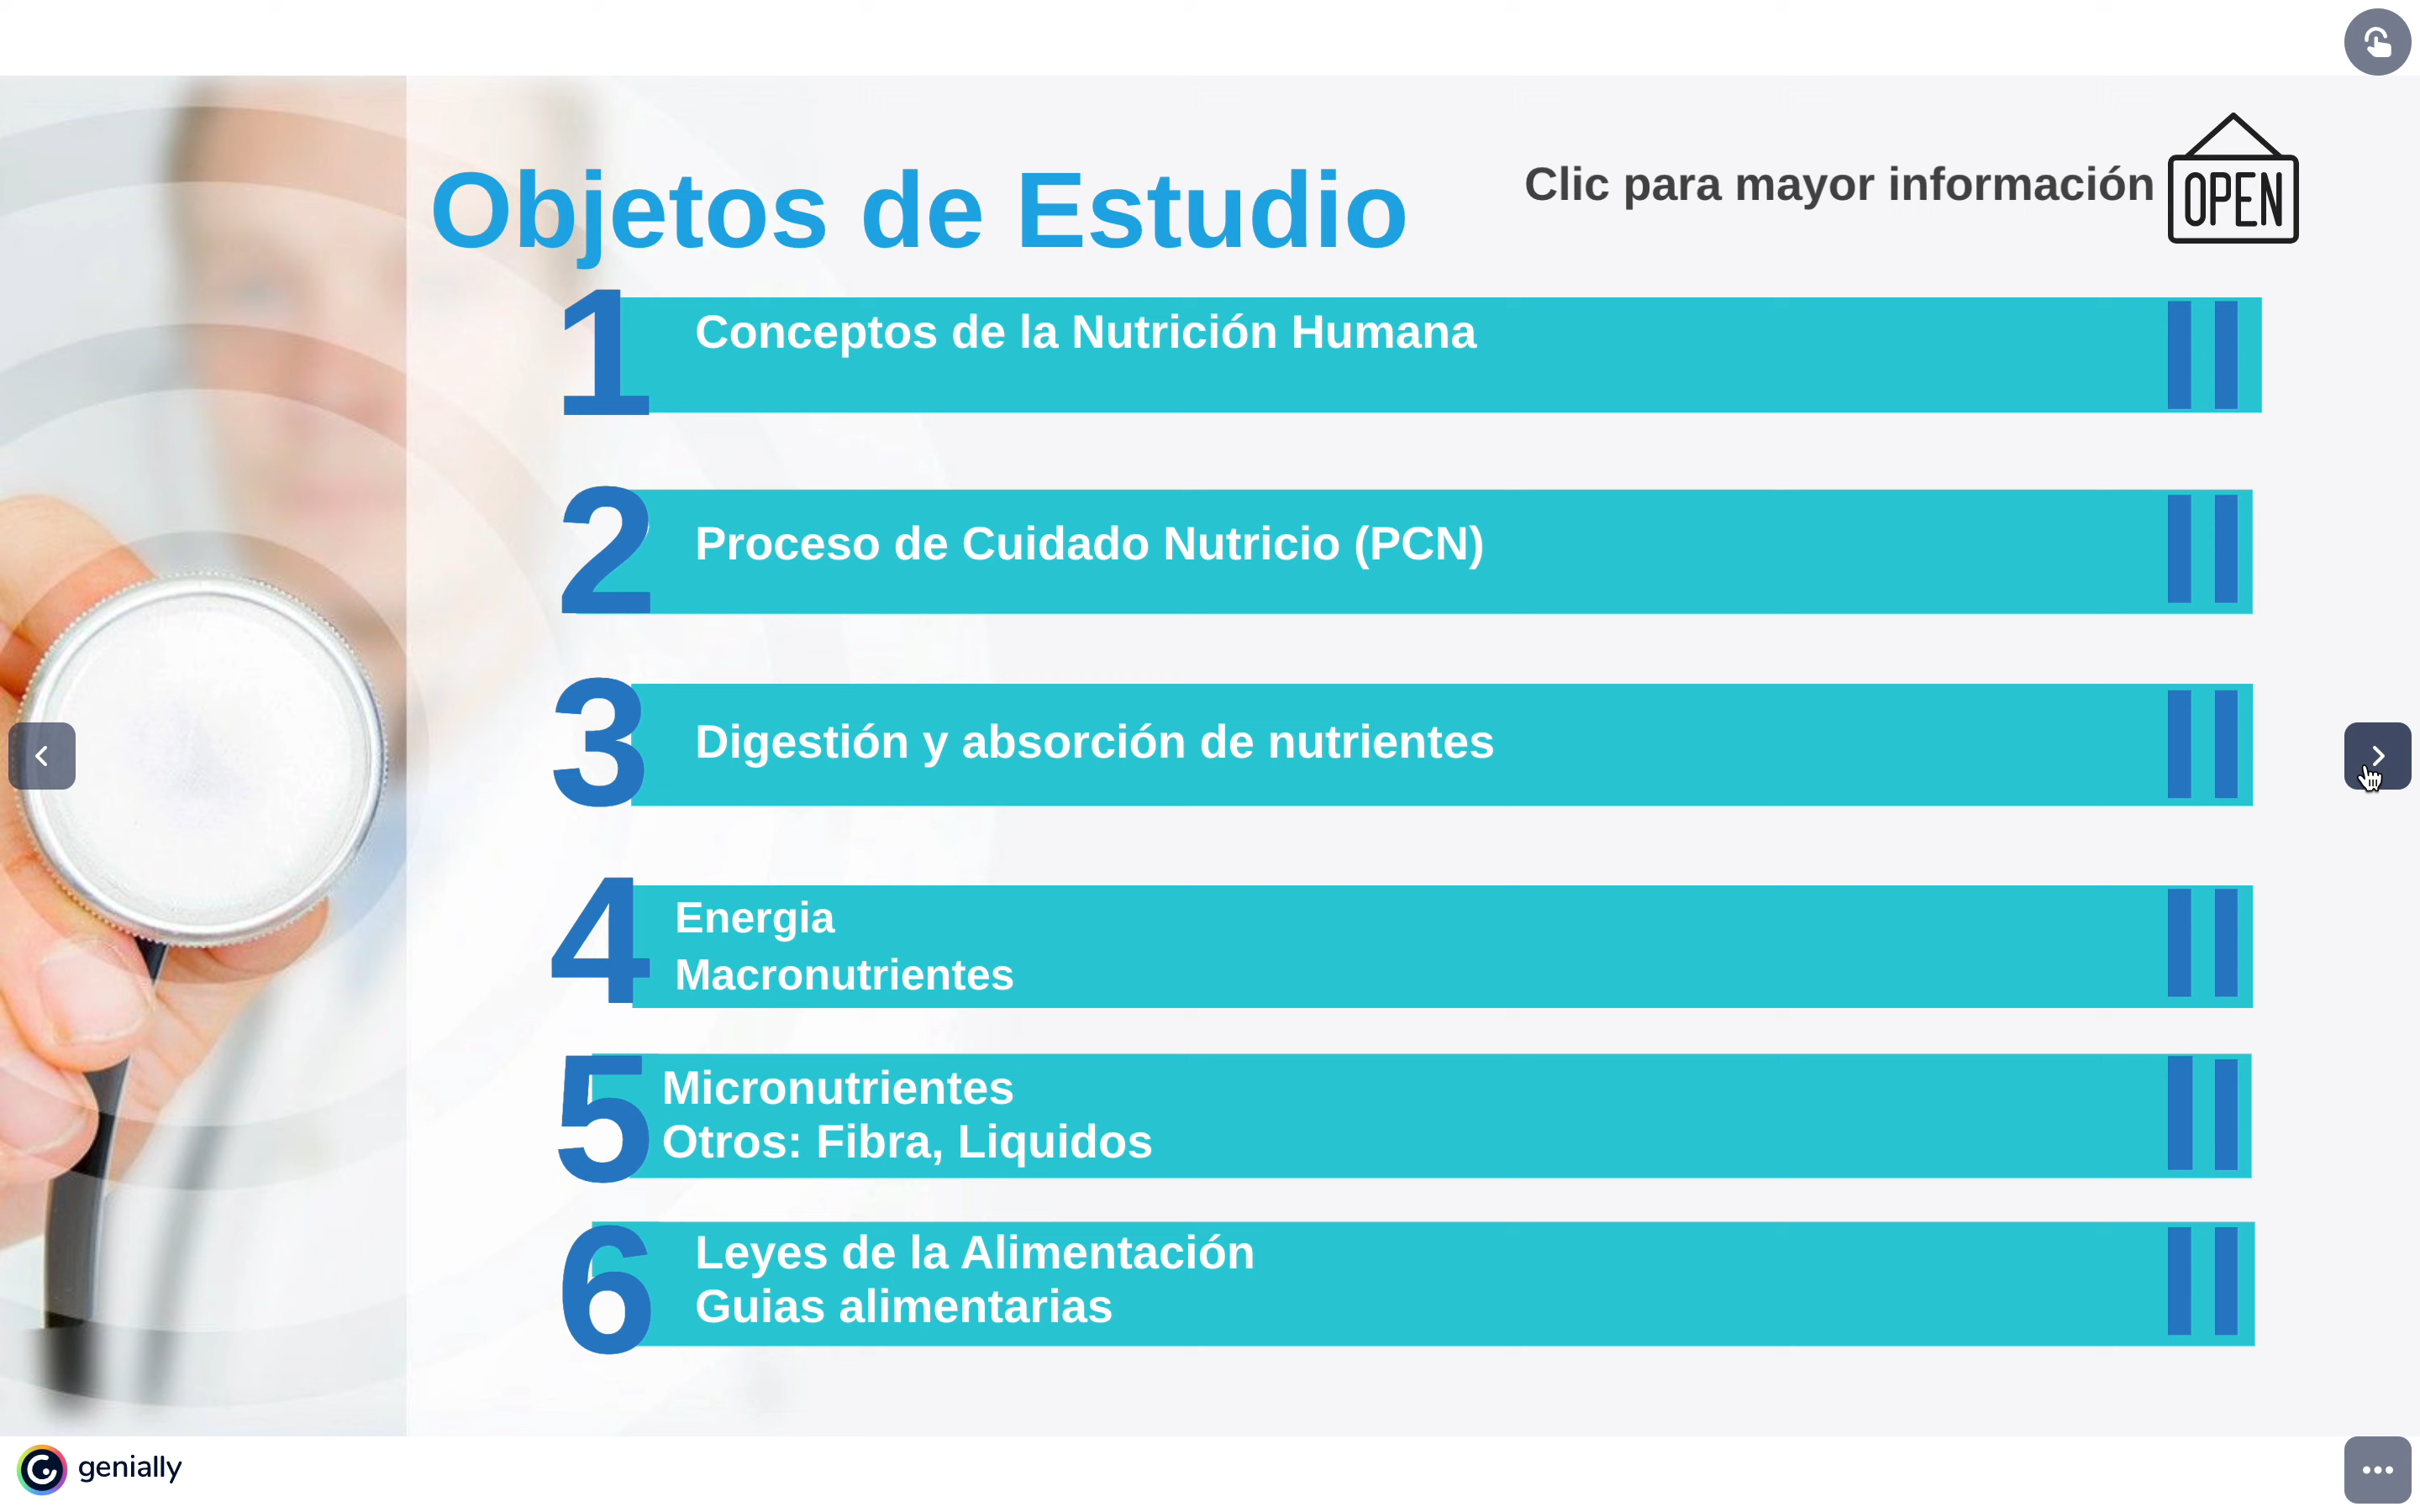 Objetos de Estudio
Clic para mayor información
OPEN
1
Conceptos de la Nutrición Humana
2
Proceso de Cuidado Nutricio (PCN)
3
Digestión y absorción de nutrientes
4
Energia
Macronutrientes
5
Micronutrientes
Otros: Fibra, Liquidos
6
Leyes de la Alimentación
Guias alimentarias
genially